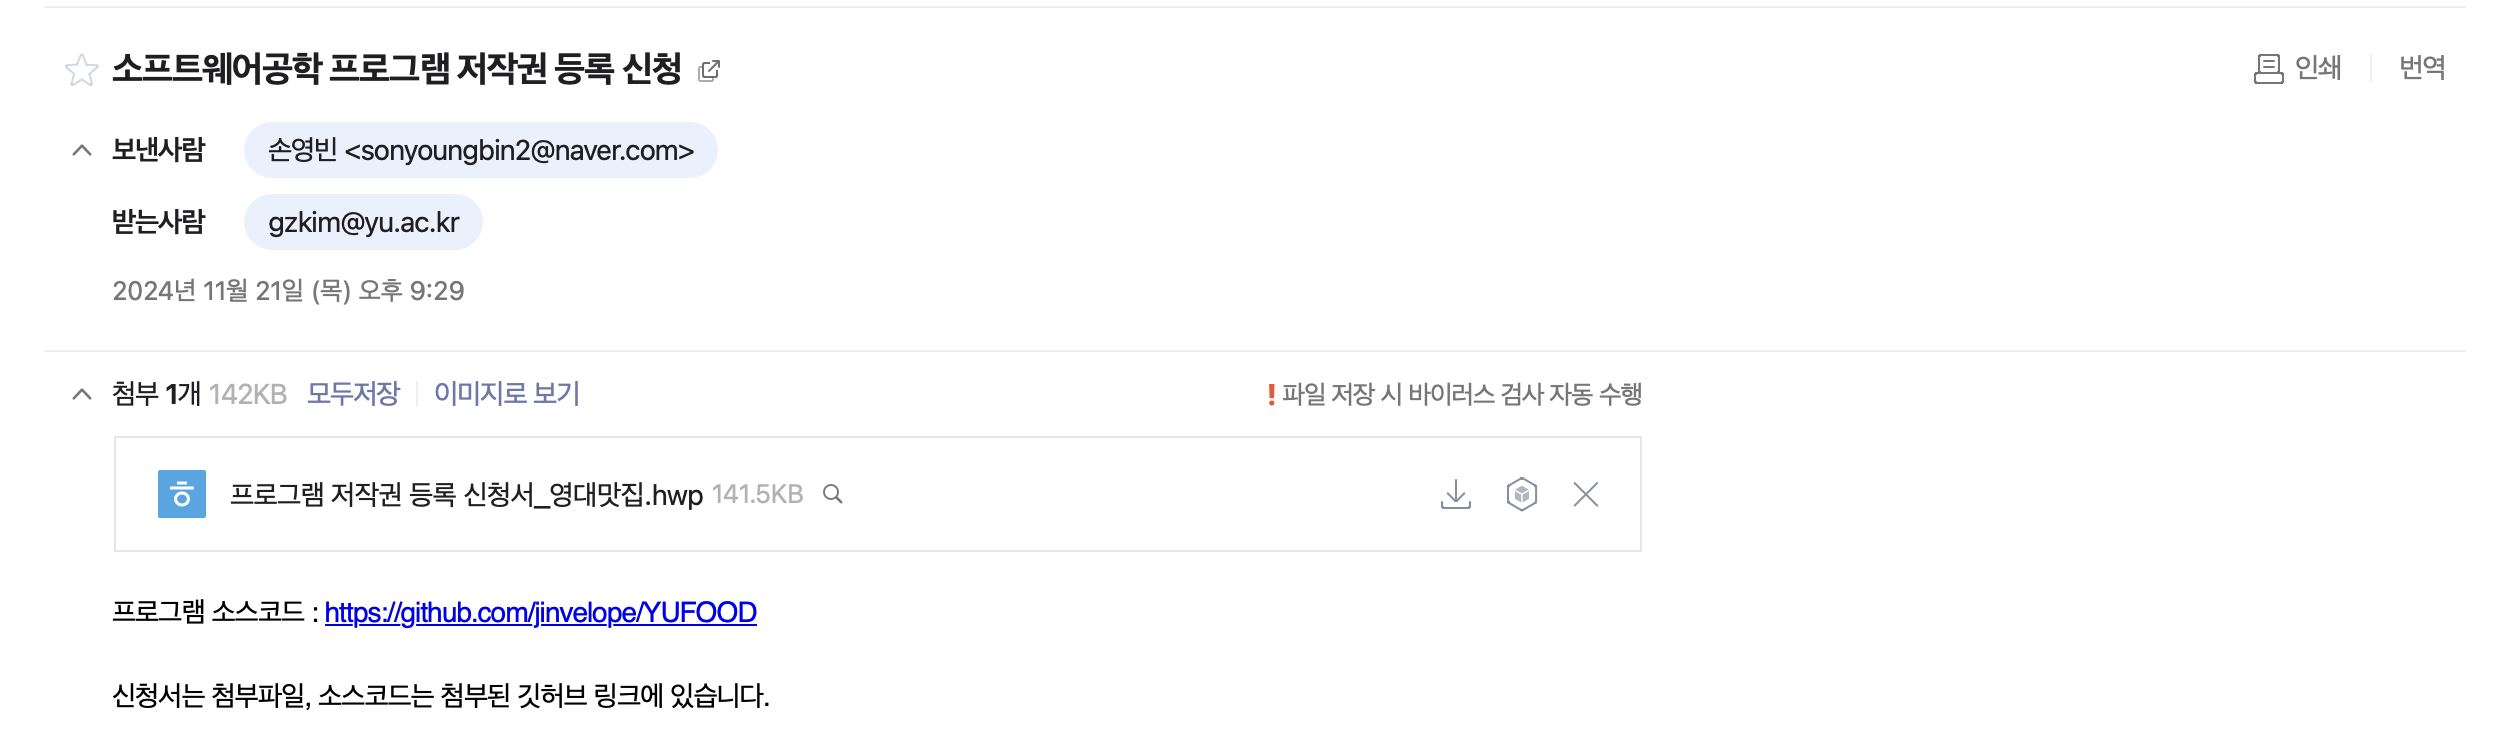 소프트웨어공학 프로그램 저작권 등록 신청 인쇄 번역
보낸사람 손영빈 <sonyoungbin2@naver.com>
받는사람 gzkim@yu.ac.kr
2024년 11월 21일 (목) 오후 9:29
첨부 1개 142KB 모두저장 이미지로 보기 ! 파일 저장 시 바이러스 검사 자동 수행
흐 프로그램 저작권 등록 신청서_영대맛집.hwp 141.5KB
프로그램 소스코드 : https://github.com/jinvelope/YUFOOD
신청서는 첨부파일, 소스코드는 첨부된 깃허브 링크에 있습니다.